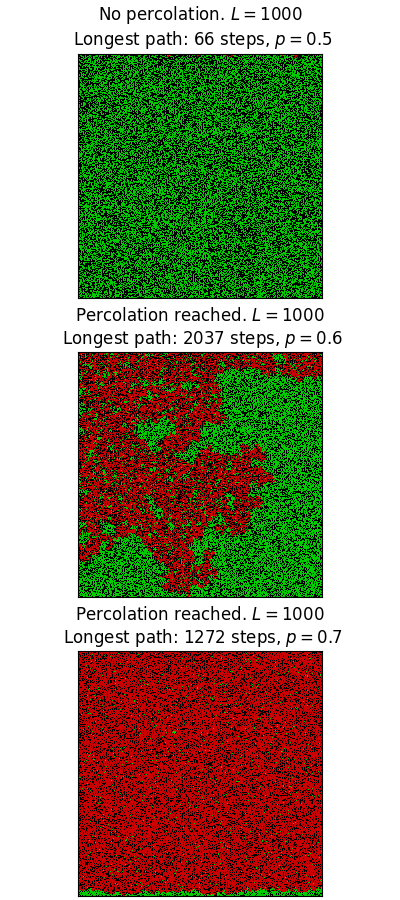 No percolation. L = 1000
Longest path: 66 steps, p = 0.5
Percolation reached. L = 1000
Longest path: 2037 steps, p = 0.6
Percolation reached. L = 1000
Longest path: 1272 steps, p = 0.7